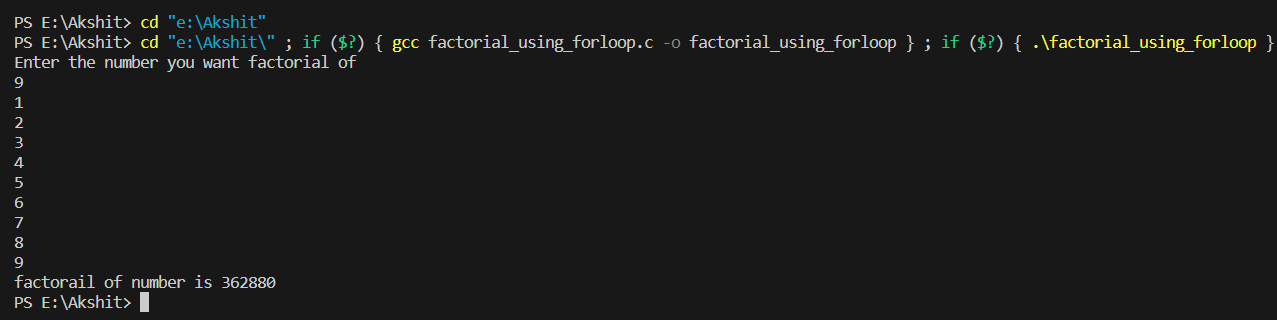 PS E:\Akshit> cd "e:\Akshit"
PS E:\Akshit> cd "e:\Akshit\" ; if ($?) { gcc factorial_using_forloop.c -o factorial_using_forloop } ; if ($?) { .\factorial_using_forloop }
Enter the number you want factorial of
9
1
2
3
4
5
6
7
8
9
factorail of number is 362880
PS E:\Akshit>